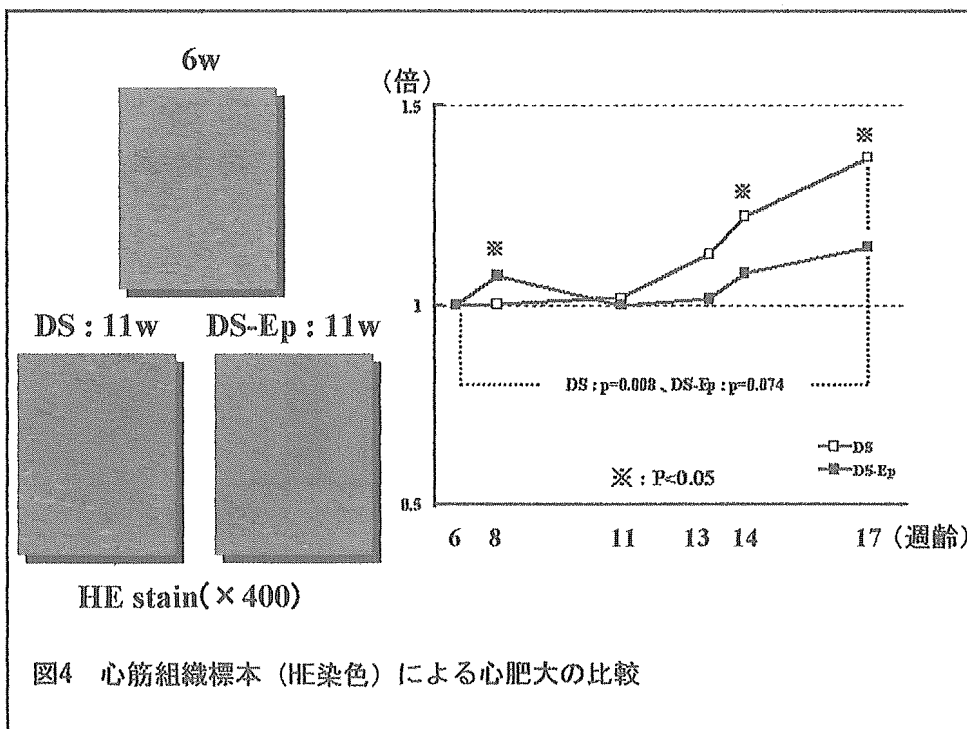 6w
DS : 11w
DS-Ep : 11w
HE stain(×400)
(倍)
1.5
※
※
※
1
DS : p=0.008、DS-Ep : p=0.074
DS
DS-Ep
※ : P<0.05
0.5
6 8 11 13 14 17 (週齢)
図4 心筋組織標本（HE染色）による心肥大の比較